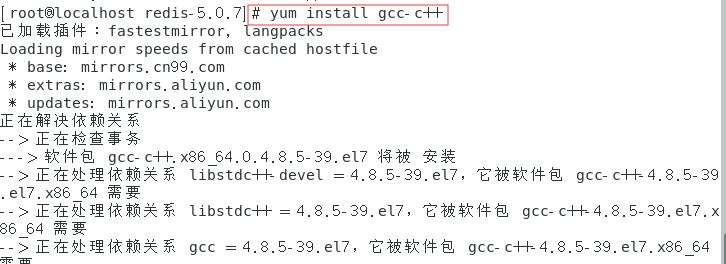 [root@localhost redis-5.0.7]# yum install gcc-c++
已加载插件：fastestmirror, langpacks
Loading mirror speeds from cached hostfile
 * base: mirrors.cn99.com
 * extras: mirrors.aliyun.com
 * updates: mirrors.aliyun.com
正在解决依赖关系
--> 正在检查事务
---> 软件包 gcc-c++.x86_64.0.4.8.5-39.el7 将被 安装
--> 正在处理依赖关系 libstdc++-devel = 4.8.5-39.el7，它被软件包 gcc-c++-4.8.5-39
.el7.x86_64 需要
--> 正在处理依赖关系 libstdc++ = 4.8.5-39.el7，它被软件包 gcc-c++-4.8.5-39.el7.x
86_64 需要
--> 正在处理依赖关系 gcc = 4.8.5-39.el7，它被软件包 gcc-c++-4.8.5-39.el7.x86_64
需要